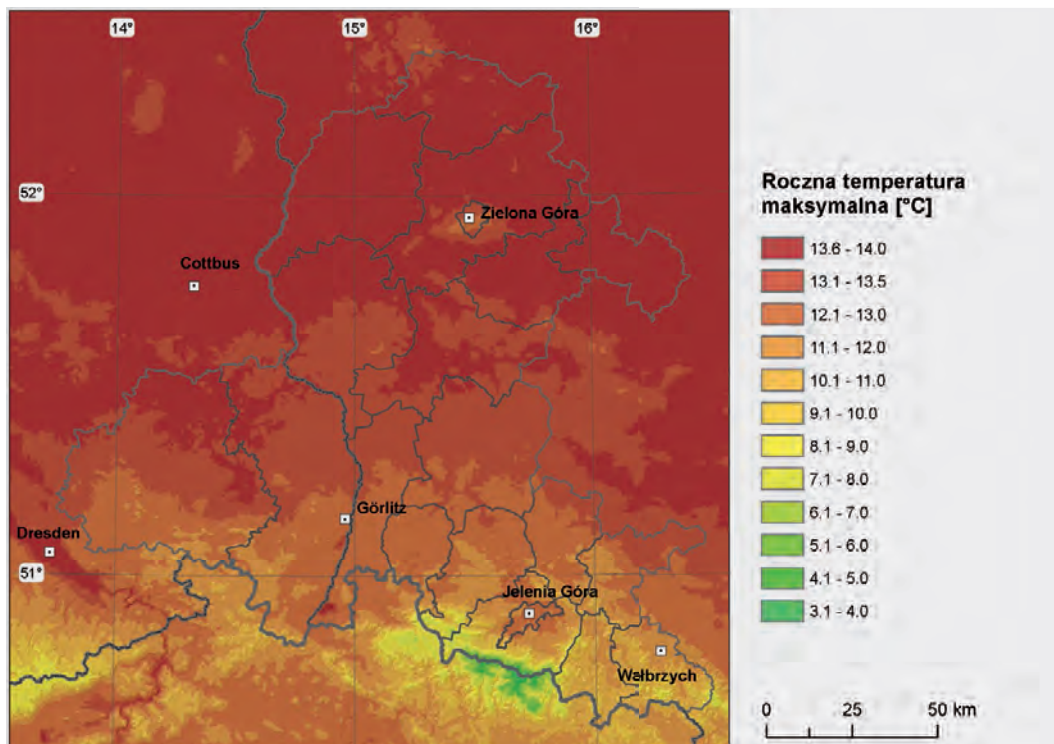 14°
15°
16°
52°
Zielona Góra
Cottbus
Görlitz
Dresden
51°
Jelenia Góra
Wałbrzych
Roczna temperatura
maksymalna [°C]
13.6 - 14.0
13.1 - 13.5
12.1 - 13.0
11.1 - 12.0
10.1 - 11.0
9.1 - 10.0
8.1 - 9.0
7.1 - 8.0
6.1 - 7.0
5.1 - 6.0
4.1 - 5.0
3.1 - 4.0
0 25 50 km